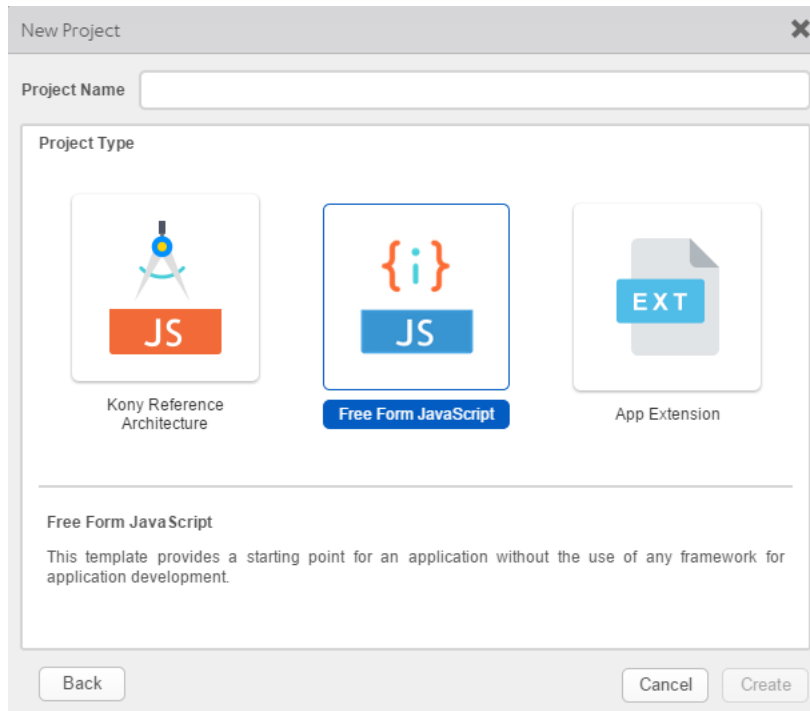 New Project
Project Name
Project Type
JS
{i}
JS
EXT
Kony Reference
Architecture
Free Form JavaScript
App Extension
Free Form JavaScript
This template provides a starting point for an application without the use of any framework for
application development.
Back
Cancel
Create